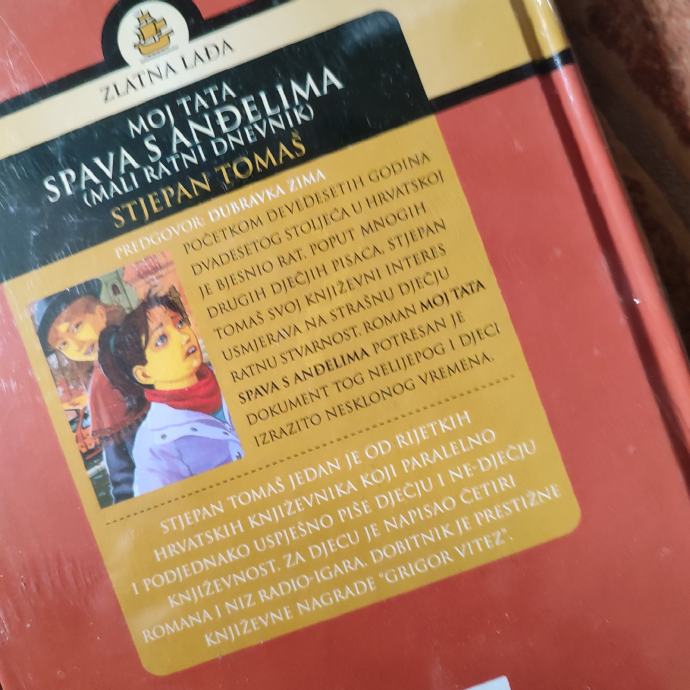 ZLATNA LAĐA
MOJ TATA
SPAVA S ANĐELIMA
(MALI RATNI DNEVNIK)
STJEPAN TOMAŠ
PREDGOVOR: DUBRAVKA ZIMA
POČETKOM DEVEDESETIH GODINA
DVADESETOG STOLJEĆA U HRVATSKOJ
JE BJESNIO RAT. POPUT MNOGIH
DRUGIH DJEČJIH PISACA, STJEPAN
TOMAŠ SVOJ KNJIŽEVNI INTERES
USMJERAVA NA STRAŠNU DJEČJU
RATNU STVARNOST. ROMAN MOJ TATA
SPAVA S ANĐELIMA POTRESAN JE
DOKUMENT TOG NELIJEPOG I DJECI
IZRAZITO NESKLONOG VREMENA.
STJEPAN TOMAŠ JEDAN JE OD RIJETKIH
HRVATSKIH KNJIŽEVNIKA KOJI PARALELNO
I PODJEDNAKO USPJEŠNO PIŠE DJEČJU I NE-DJEČJU
KNJIŽEVNOST. ZA DJECU JE NAPISAO ČETIRI
ROMANA I NIZ RADIO-IGARA. DOBITNIK JE PRESTIŽNE
KNJIŽEVNE NAGRADE "GRIGOR VITEZ".